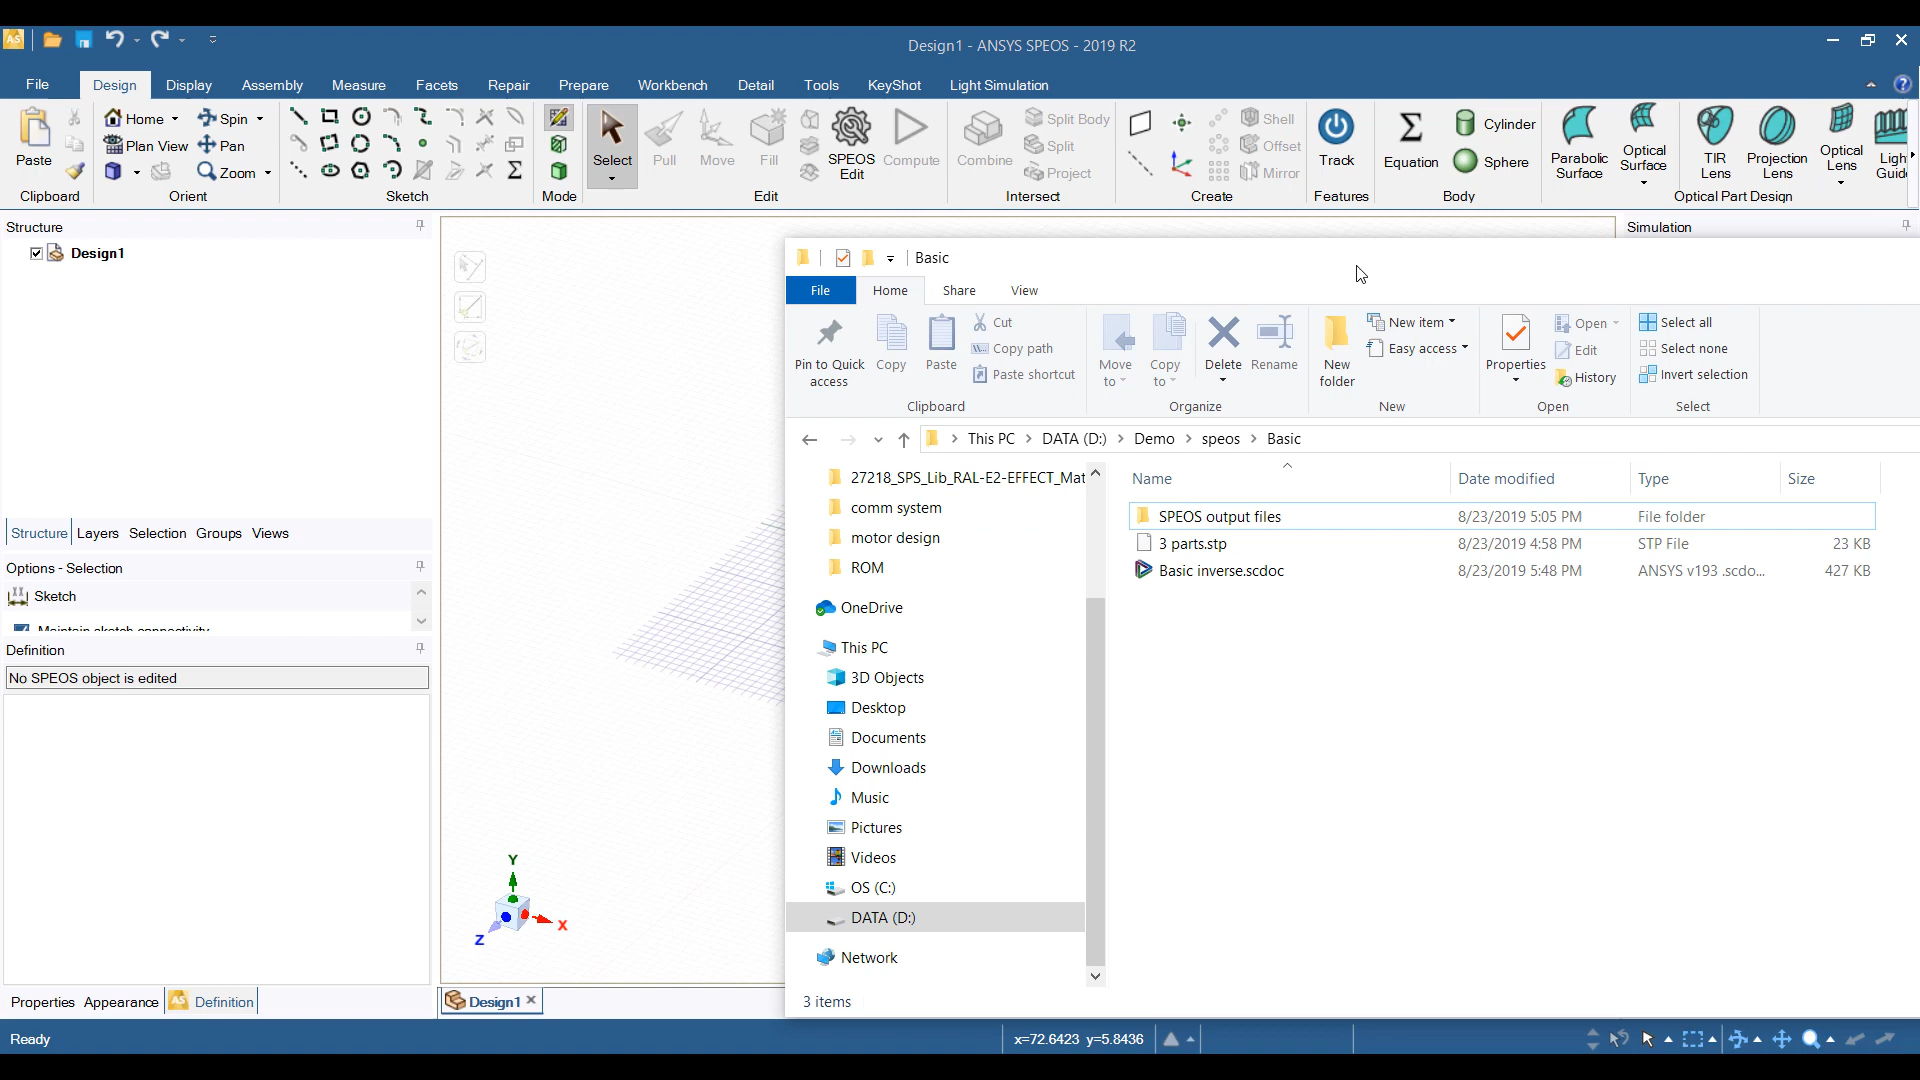 AS
Design1 - ANSYS SPEOS - 2019 R2
File Design Display Assembly Measure Facets Repair Prepare Workbench Detail Tools KeyShot Light Simulation
Paste
Clipboard
Home Spin
Plan View Pan
Zoom
Orient
Sketch
Mode
Select Pull Move Fill SPEOS Edit Compute
Edit
Combine
Split Body
Split
Project
Intersect
Shell
Offset
Mirror
Create
Track
Features
Equation
Cylinder
Sphere
Body
Parabolic Surface
Optical Surface
TIR Lens
Projection Lens
Optical Lens
Light Guide
Optical Part Design
Structure
Design1
Structure Layers Selection Groups Views
Options - Selection
Sketch
Maintain sketch connectivity
Definition
No SPEOS object is edited
Properties Appearance AS Definition
Y
X
Z
Design1
Simulation
Basic
File Home Share View
Pin to Quick access
Copy
Paste
Cut
Copy path
Paste shortcut
Clipboard
Move to
Copy to
Delete
Rename
Organize
New folder
New item
Easy access
New
Properties
Open
Edit
History
Open
Select all
Select none
Invert selection
Select
This PC > DATA (D:) > Demo > speos > Basic
27218_SPS_Lib_RAL-E2-EFFECT_Mat
comm system
motor design
ROM
OneDrive
This PC
3D Objects
Desktop
Documents
Downloads
Music
Pictures
Videos
OS (C:)
DATA (D:)
Network
Name Date modified Type Size
SPEOS output files 8/23/2019 5:05 PM File folder
3 parts.stp 8/23/2019 4:58 PM STP File 23 KB
Basic inverse.scdoc 8/23/2019 5:48 PM ANSYS v193 .scdo... 427 KB
3 items
Ready
x=72.6423 y=5.8436